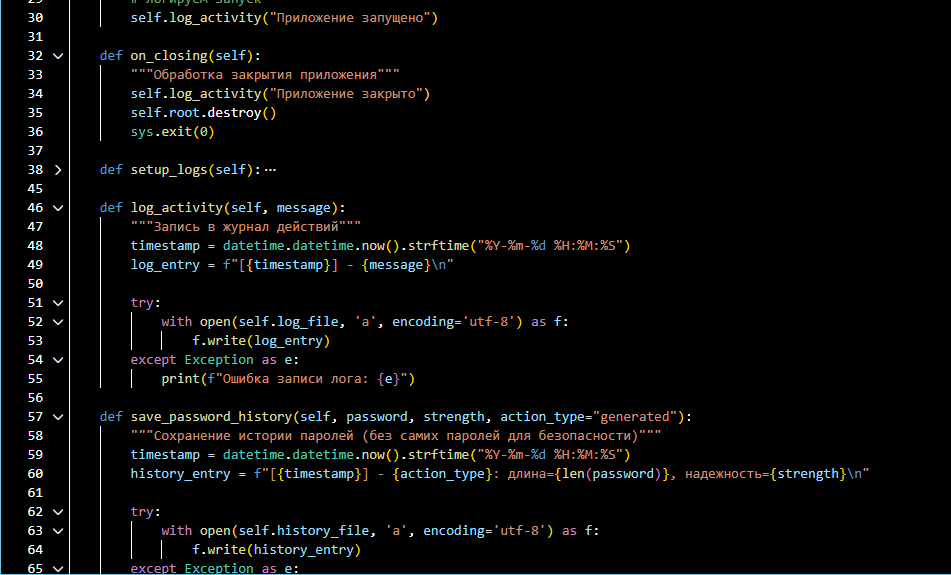 29 # Логируем запуск
30 self.log_activity("Приложение запущено")
31
32 def on_closing(self):
33 """Обработка закрытия приложения"""
34 self.log_activity("Приложение закрыто")
35 self.root.destroy()
36 sys.exit(0)
37
38 def setup_logs(self):···
45
46 def log_activity(self, message):
47 """Запись в журнал действий"""
48 timestamp = datetime.datetime.now().strftime("%Y-%m-%d %H:%M:%S")
49 log_entry = f"[{timestamp}] - {message}\n"
50
51 try:
52 with open(self.log_file, 'a', encoding='utf-8') as f:
53 f.write(log_entry)
54 except Exception as e:
55 print(f"Ошибка записи лога: {e}")
56
57 def save_password_history(self, password, strength, action_type="generated"):
58 """Сохранение истории паролей (без самих паролей для безопасности)"""
59 timestamp = datetime.datetime.now().strftime("%Y-%m-%d %H:%M:%S")
60 history_entry = f"[{timestamp}] - {action_type}: длина={len(password)}, надежность={strength}\n"
61
62 try:
63 with open(self.history_file, 'a', encoding='utf-8') as f:
64 f.write(history_entry)
65 except Exception as e: